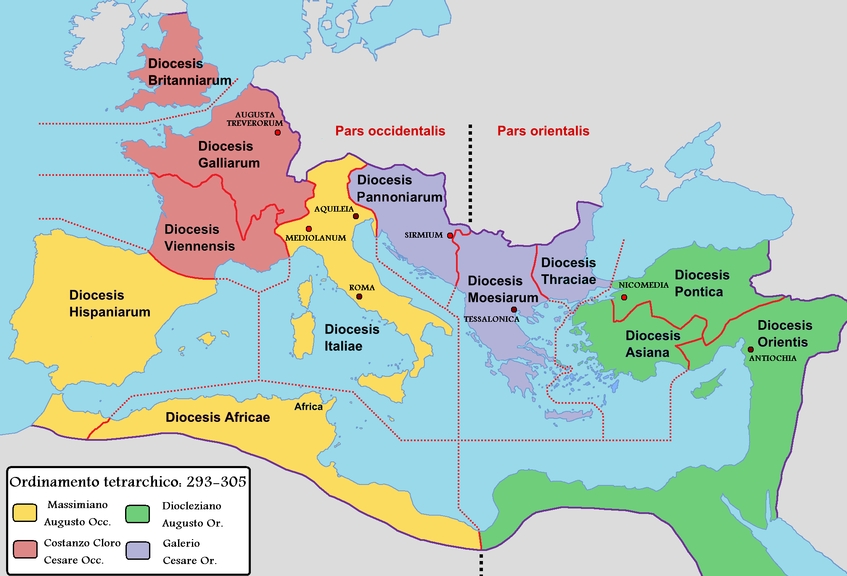 Diocesis
Britanniarum
AUGUSTA
TREVERORUM
Diocesis
Galliarum
Pars occidentalis
Pars orientalis
Diocesis
Pannoniarum
AQUILEIA
MEDIOLANUM
SIRMIUM
Diocesis
Viennensis
Diocesis
Hispaniarum
ROMA
Diocesis
Italiae
Diocesis
Moesiarum
TESSALONICA
Diocesis
Thraciae
NICOMEDIA
Diocesis
Pontica
Diocesis
Asiana
Diocesis
Orientis
ANTIOCHIA
Diocesis Africae
Africa
Ordinamento tetrarchico: 293-305
Massimiano
Augusto Occ.
Diocleziano
Augusto Or.
Costanzo Cloro
Cesare Occ.
Galerio
Cesare Or.